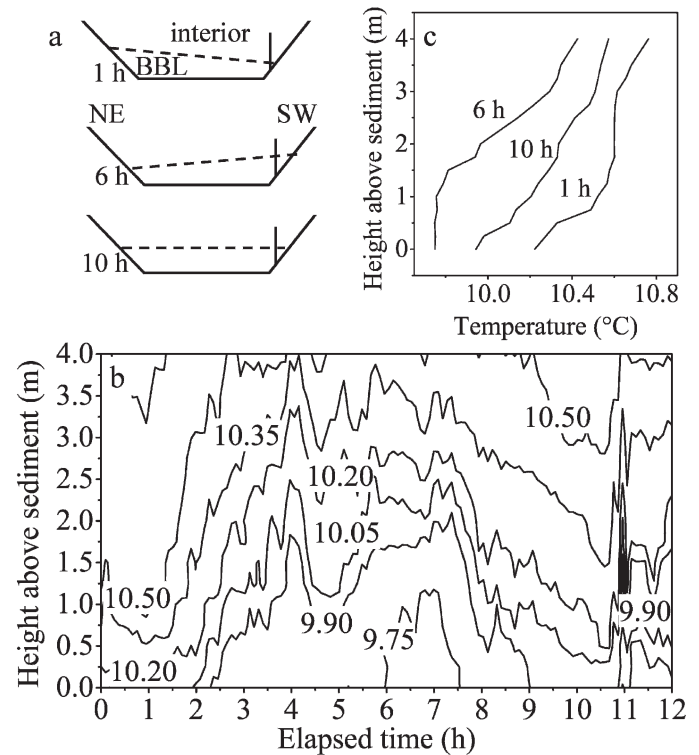 a
interior
1 h
BBL
NE
SW
6 h
10 h
c
Height above sediment (m)
4
3
2
1
0
6 h
10 h
1 h
10.0 10.4 10.8
Temperature (°C)
b
Height above sediment (m)
4.0
3.5
3.0
2.5
2.0
1.5
1.0
0.5
0.0
10.50
10.35
10.20
10.05
10.50
9.90
9.90
9.75
10.20
0 1 2 3 4 5 6 7 8 9 10 11 12
Elapsed time (h)